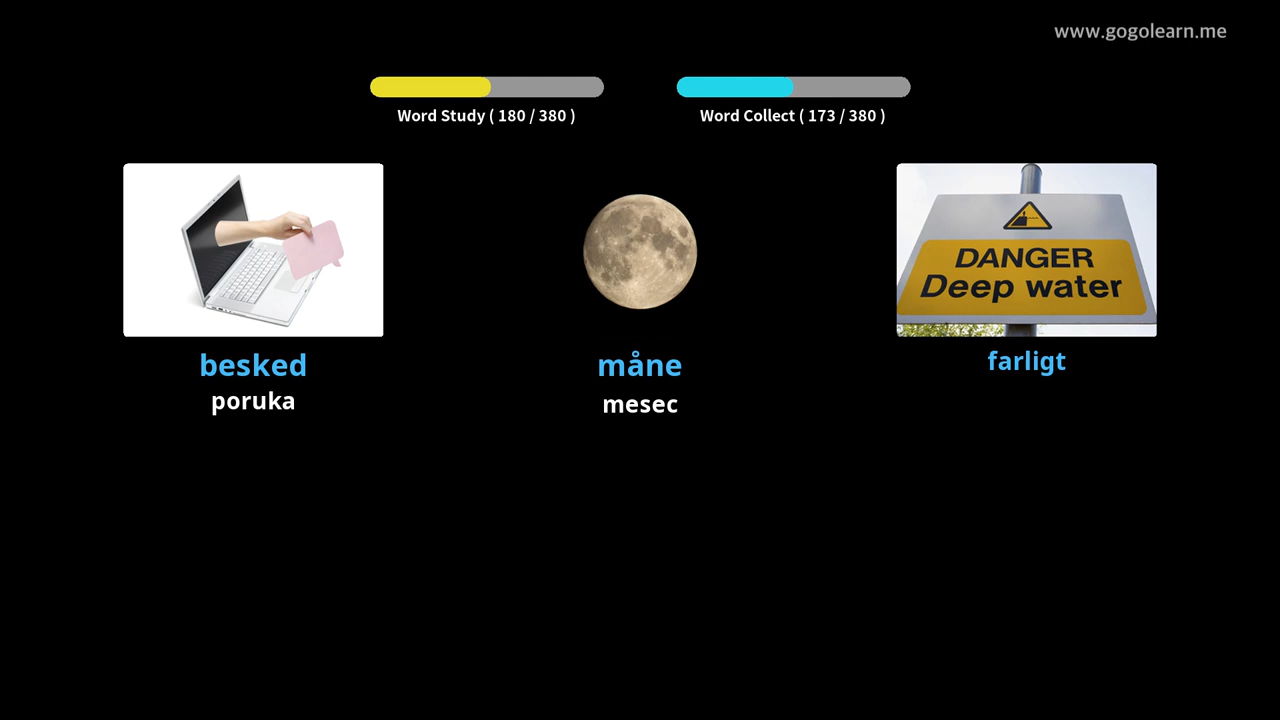 www.gogolearn.me
Word Study ( 180 / 380 )
Word Collect ( 173 / 380 )
DANGER
Deep water
besked
poruka
måne
mesec
farligt